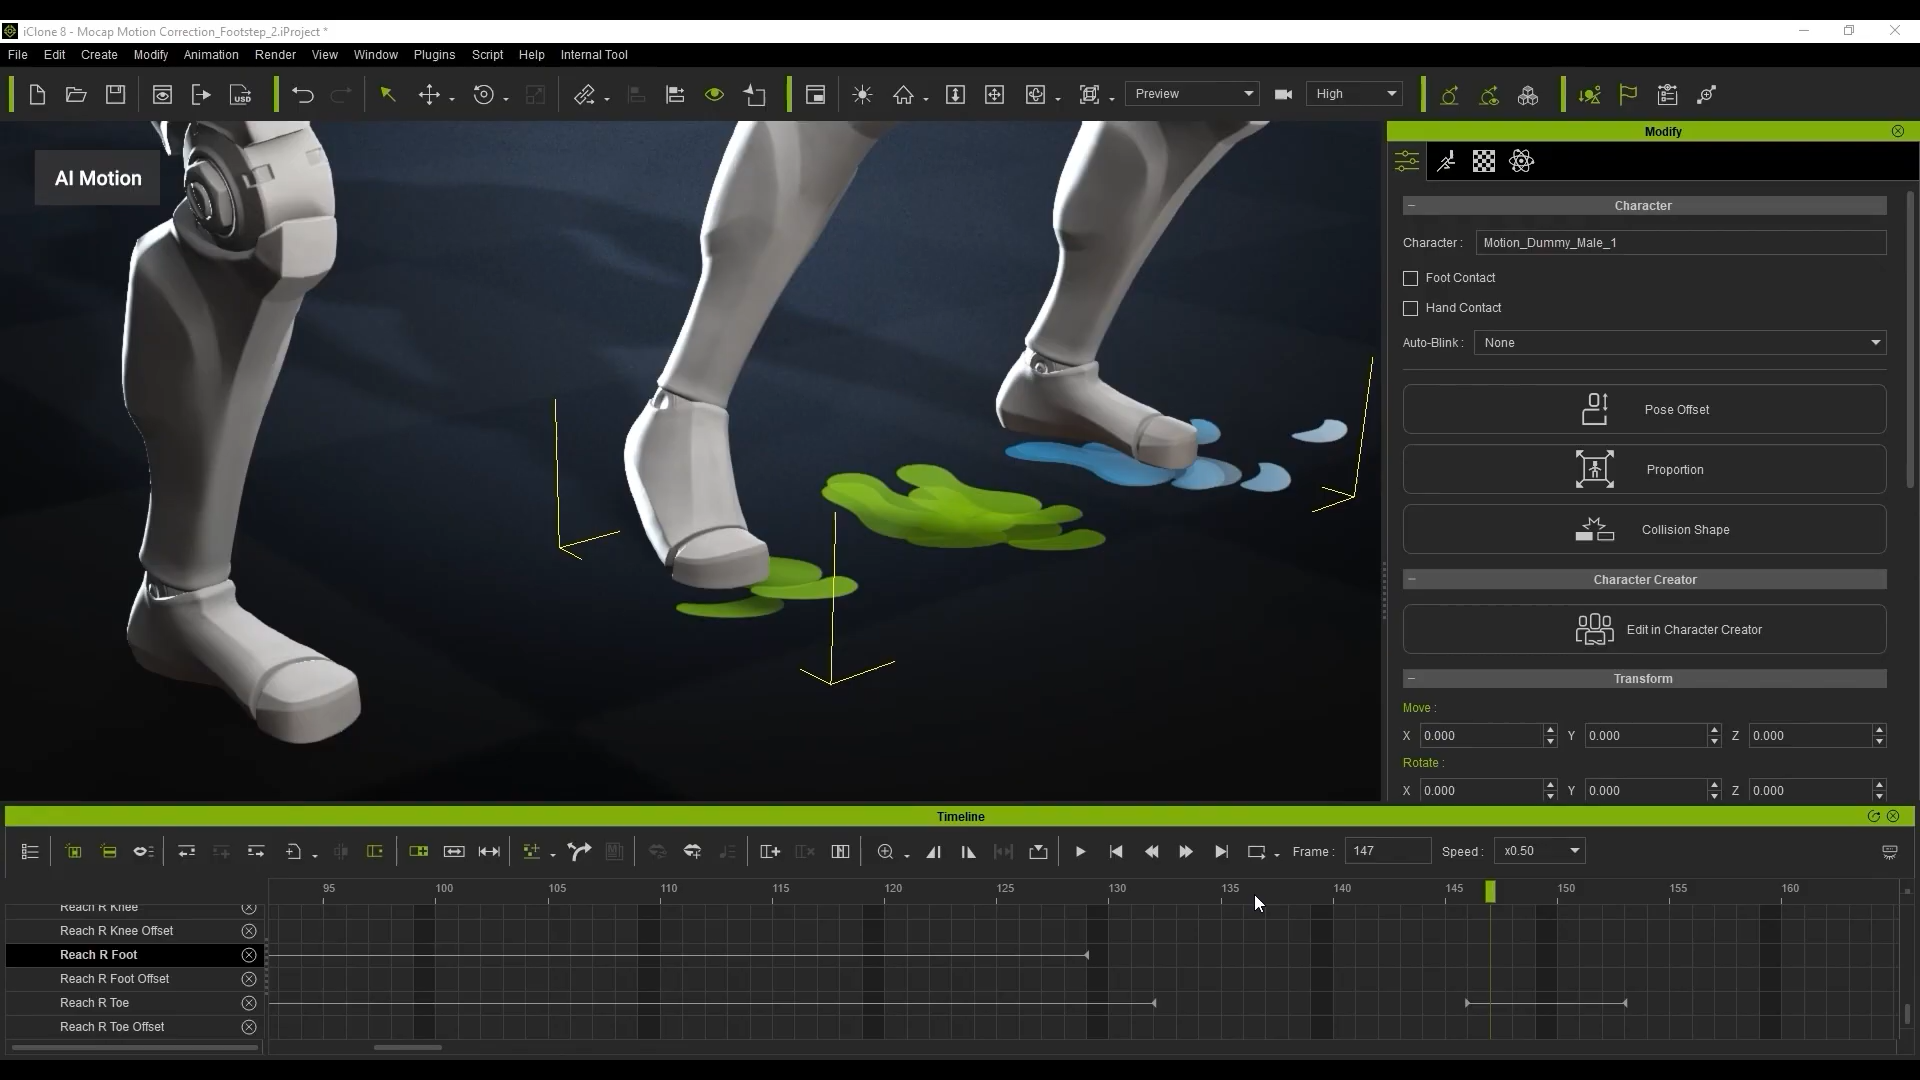 iClone 8 - Mocap Motion Correction_Footstep_2.iProject *
File Edit Create Modify Animation Render View Window Plugins Script Help Internal Tool
USD Preview High
Modify
AI Motion
Character
Character : Motion_Dummy_Male_1
Foot Contact
Hand Contact
Auto-Blink : None
Pose Offset
Proportion
Collision Shape
Character Creator
Edit in Character Creator
Transform
Move :
X 0.000 Y 0.000 Z 0.000
Rotate :
X 0.000 Y 0.000 Z 0.000
Timeline
Frame : 147 Speed : x0.50
95 100 105 110 115 120 125 130 135 140 145 150 155 160
Reach R Knee
Reach R Knee Offset
Reach R Foot
Reach R Foot Offset
Reach R Toe
Reach R Toe Offset